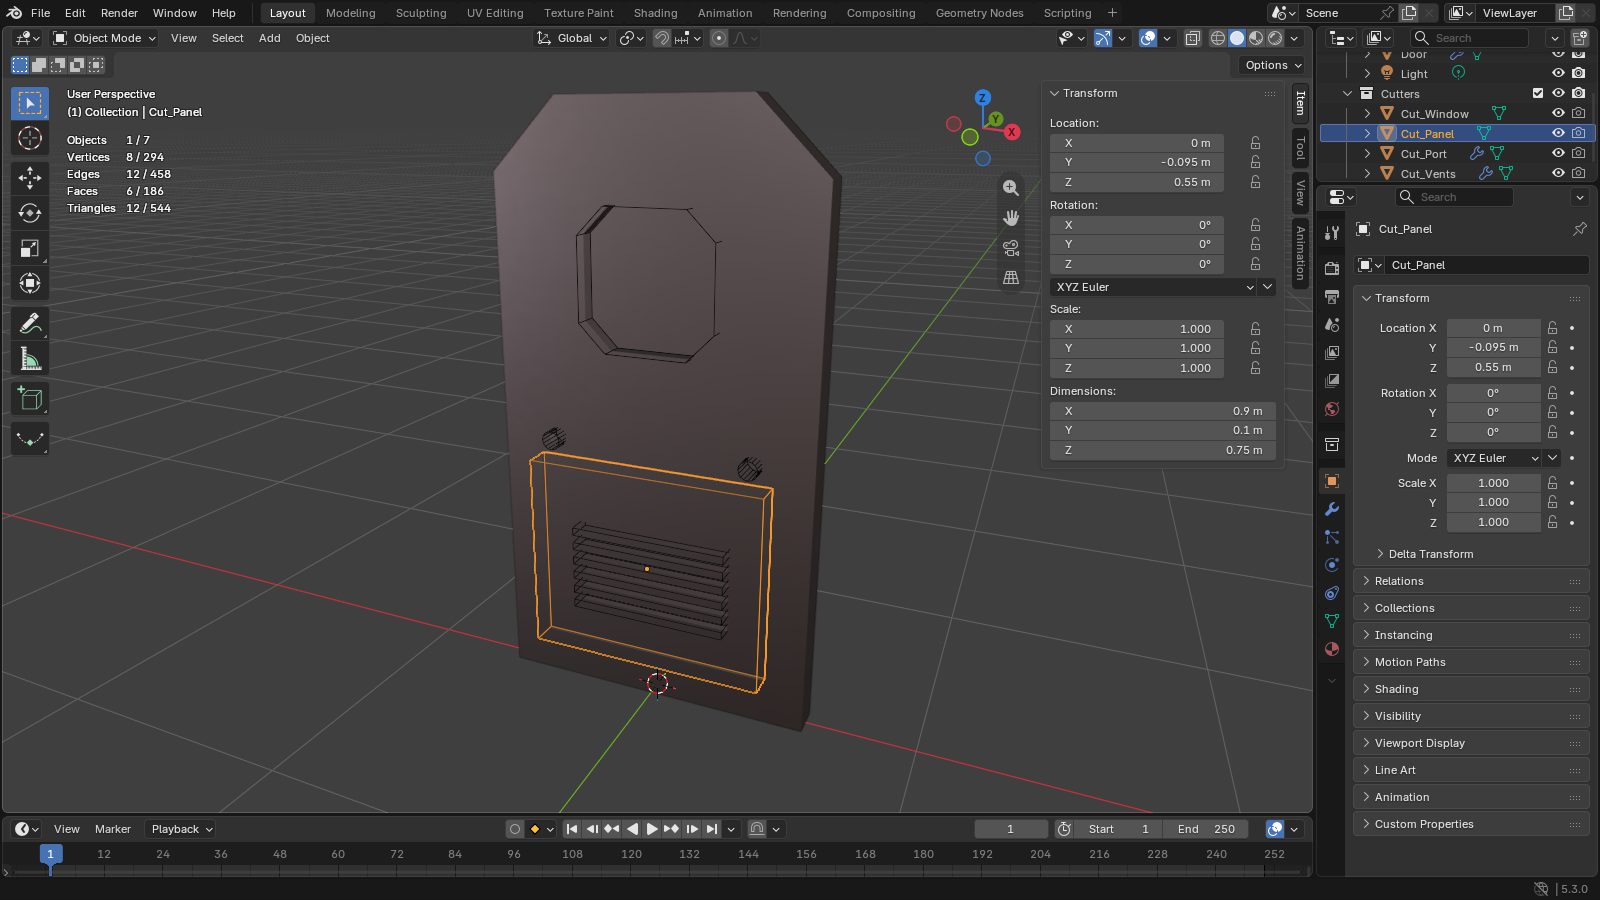 File Edit Render Window Help Layout Modeling Sculpting UV Editing Texture Paint Shading Animation Rendering Compositing Geometry Nodes Scripting + Scene ViewLayer
Object Mode View Select Add Object Global Search
Options
User Perspective
(1) Collection | Cut_Panel
Objects 1 / 7
Vertices 8 / 294
Edges 12 / 458
Faces 6 / 186
Triangles 12 / 544
Z
Y
X
Transform
Location:
X 0 m
Y -0.095 m
Z 0.55 m
Rotation:
X 0°
Y 0°
Z 0°
XYZ Euler
Scale:
X 1.000
Y 1.000
Z 1.000
Dimensions:
X 0.9 m
Y 0.1 m
Z 0.75 m
Item
Tool
View
Animation
Door
Light
Cutters
Cut_Window
Cut_Panel
Cut_Port
Cut_Vents
Search
Cut_Panel
Cut_Panel
Transform
Location X 0 m
Y -0.095 m
Z 0.55 m
Rotation X 0°
Y 0°
Z 0°
Mode XYZ Euler
Scale X 1.000
Y 1.000
Z 1.000
Delta Transform
Relations
Collections
Instancing
Motion Paths
Shading
Visibility
Viewport Display
Line Art
Animation
Custom Properties
View Marker Playback 1 Start 1 End 250
1 12 24 36 48 60 72 84 96 108 120 132 144 156 168 180 192 204 216 228 240 252
5.3.0